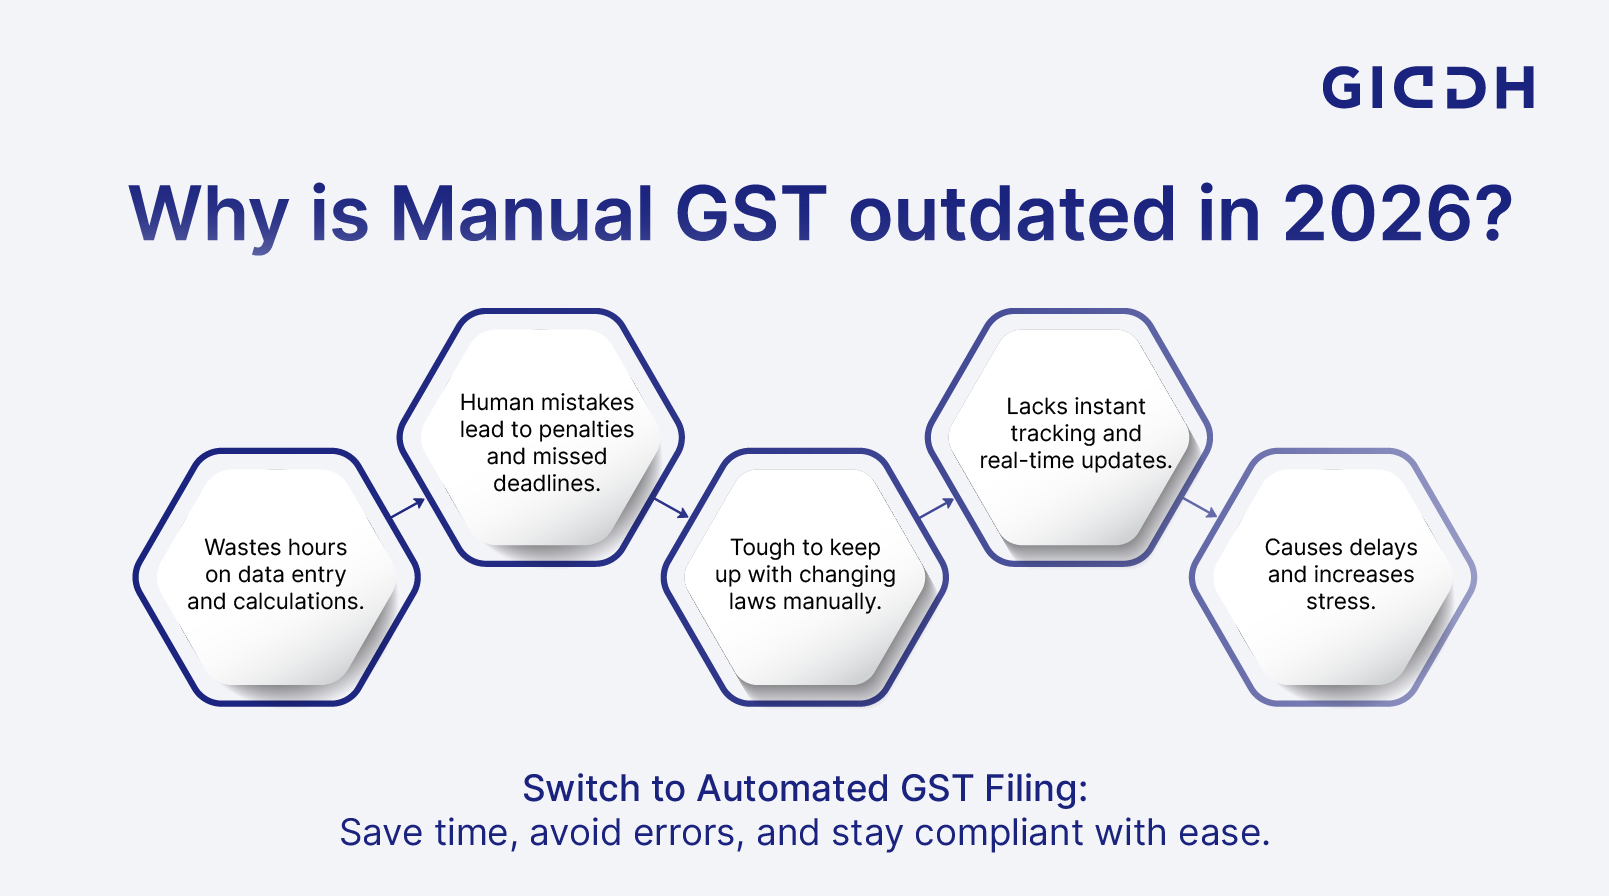 GIDDH
Why is Manual GST outdated in 2026?
Human mistakes
lead to penalties
and missed
deadlines.
Lacks instant
tracking and
real-time updates.
Wastes hours
on data entry
and calculations.
Tough to keep
up with changing
laws manually.
Causes delays
and increases
stress.
Switch to Automated GST Filing:
Save time, avoid errors, and stay compliant with ease.